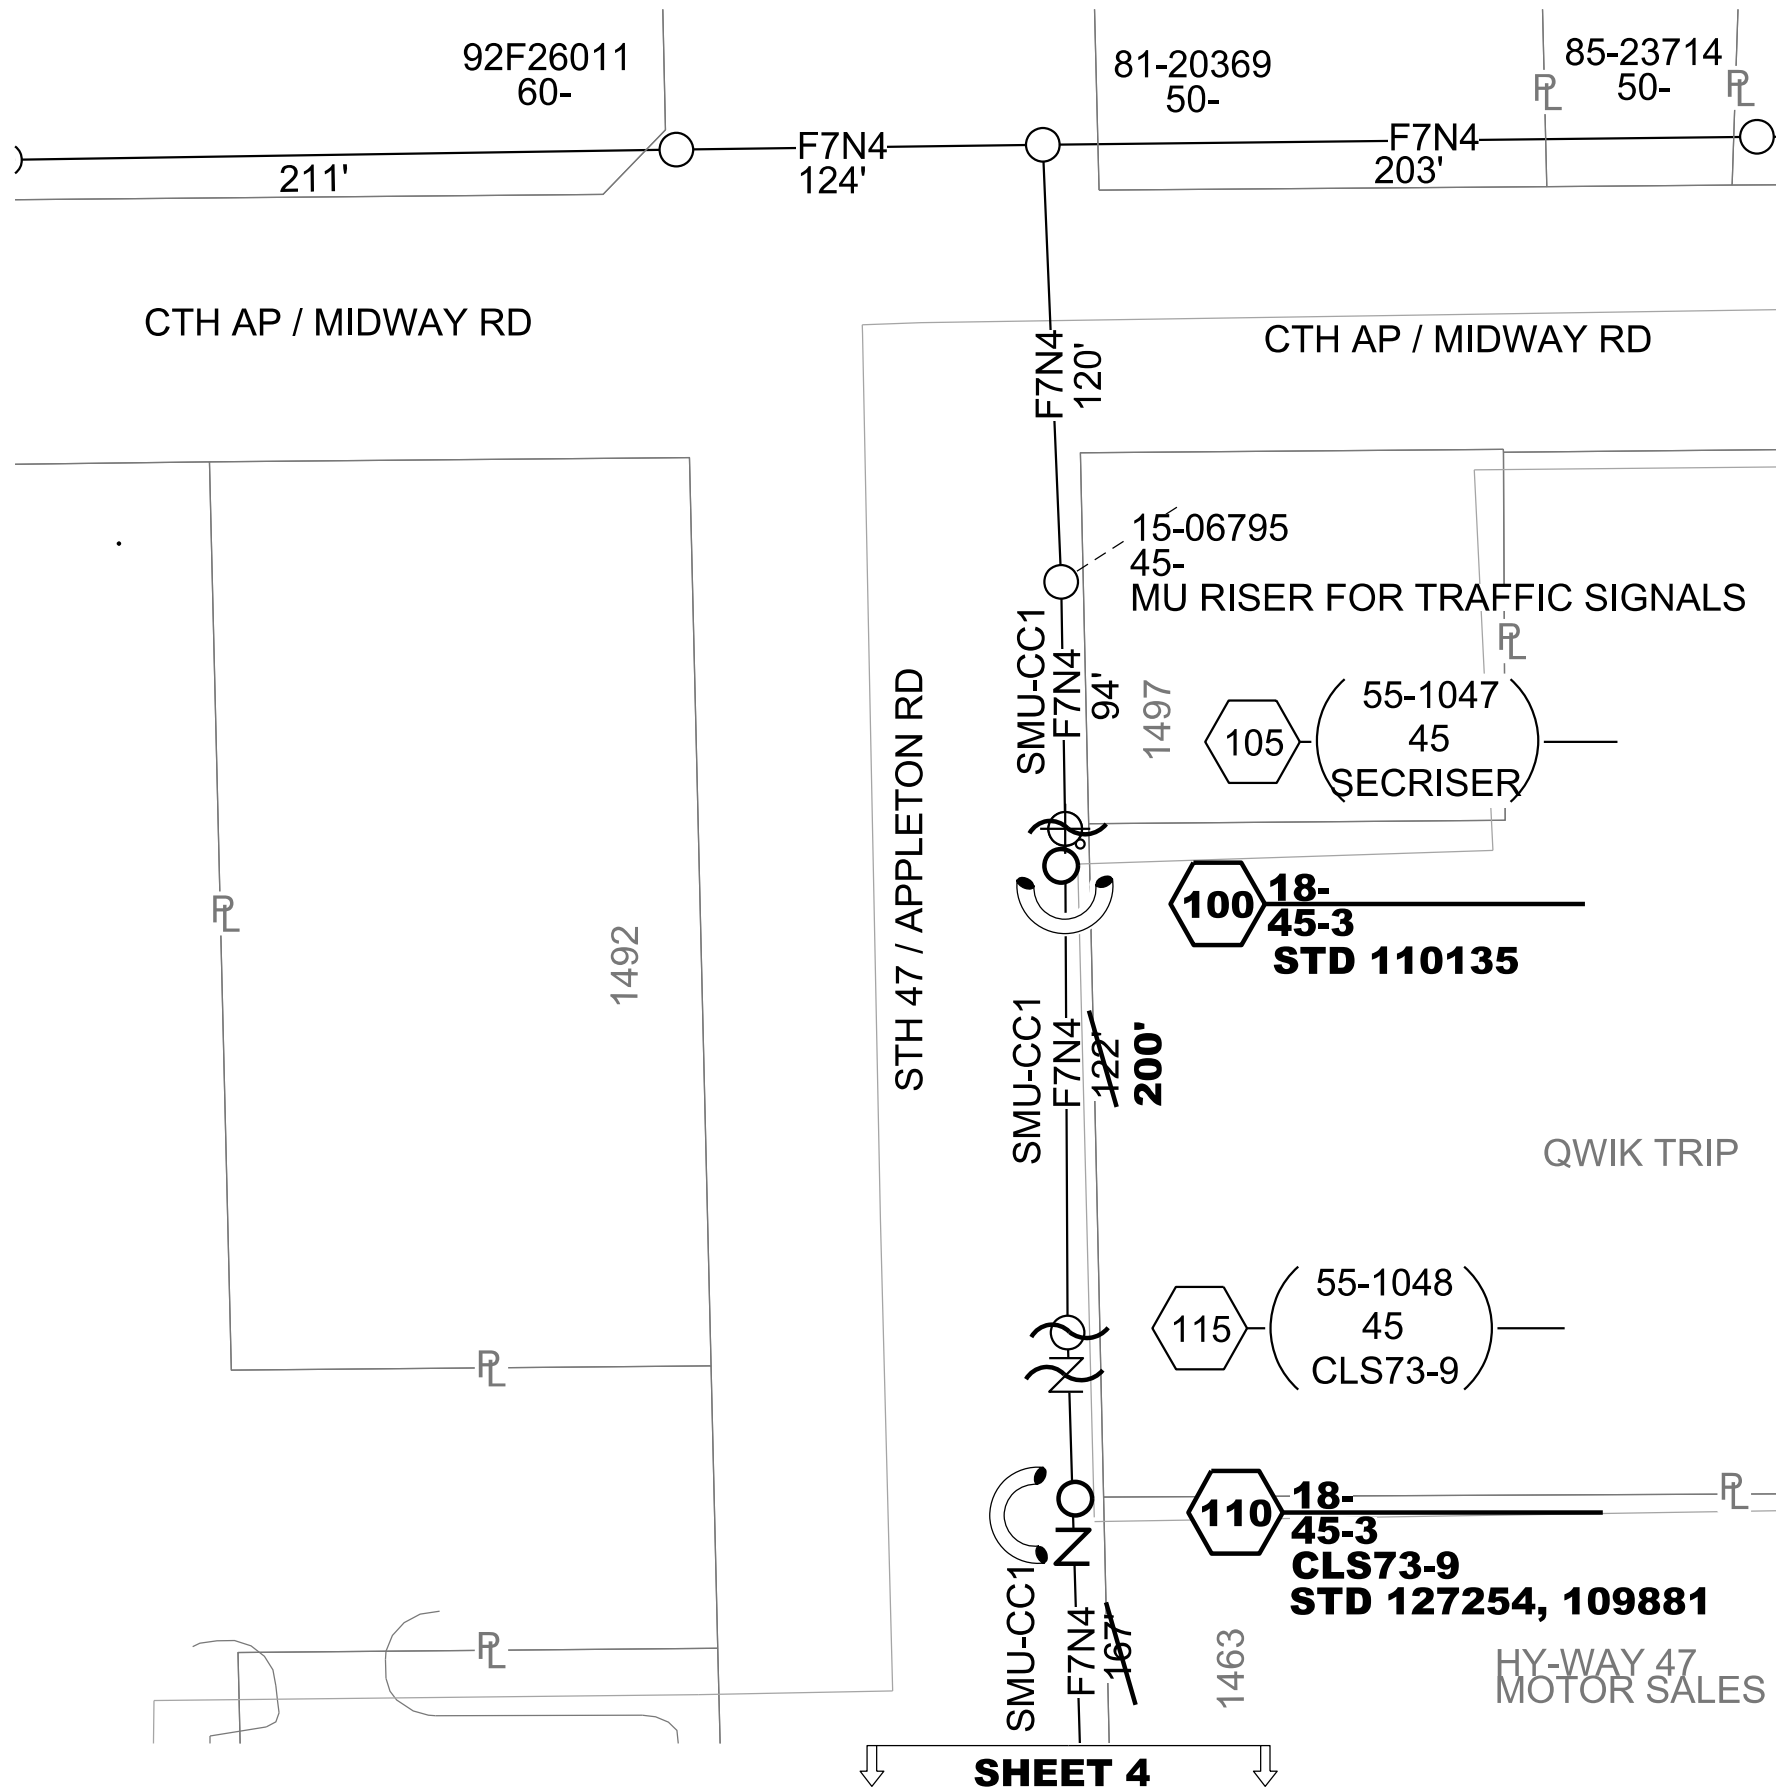 92F26011
60-
81-20369
50-
85-23714
50-
PL
PL
F7N4
124'
F7N4
203'
211'
CTH AP / MIDWAY RD
CTH AP / MIDWAY RD
F7N4
120'
15-06795
45-
MU RISER FOR TRAFFIC SIGNALS
PL
SMU-CC1
F7N4
94'
1497
105
55-1047
45
SECRISER
STH 47 / APPLETON RD
PL
1492
100
18-
45-3
STD 110135
SMU-CC1
F7N4
122'
200'
QWIK TRIP
115
55-1048
45
CLS73-9
PL
N
PL
110
18-
45-3
CLS73-9
STD 127254, 109881
N
SMU-CC1
F7N4
167'
1463
PL
HY-WAY 47
MOTOR SALES
SHEET 4